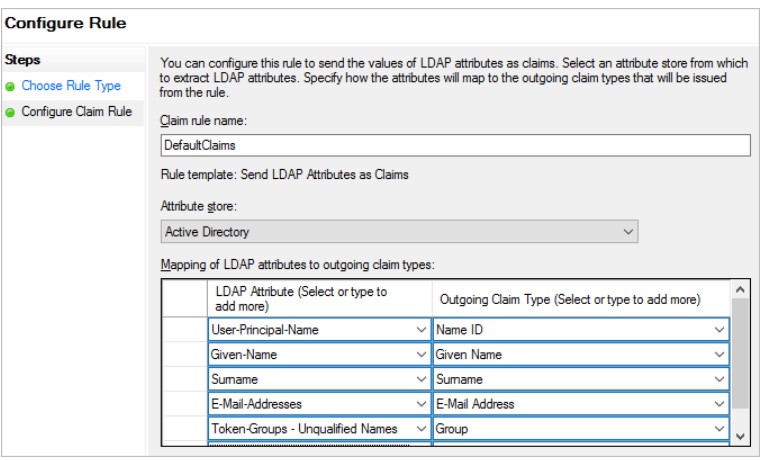 Configure Rule
Steps
Choose Rule Type
Configure Claim Rule
You can configure this rule to send the values of LDAP attributes as claims. Select an attribute store from which
to extract LDAP attributes. Specify how the attributes will map to the outgoing claim types that will be issued
from the rule.
Claim rule name:
DefaultClaims
Rule template: Send LDAP Attributes as Claims
Attribute store:
Active Directory
Mapping of LDAP attributes to outgoing claim types:
LDAP Attribute (Select or type to
add more)
Outgoing Claim Type (Select or type to add more)
User-Principal-Name
Name ID
Given-Name
Given Name
Surname
Surname
E-Mail-Addresses
E-Mail Address
Token-Groups - Unqualified Names
Group